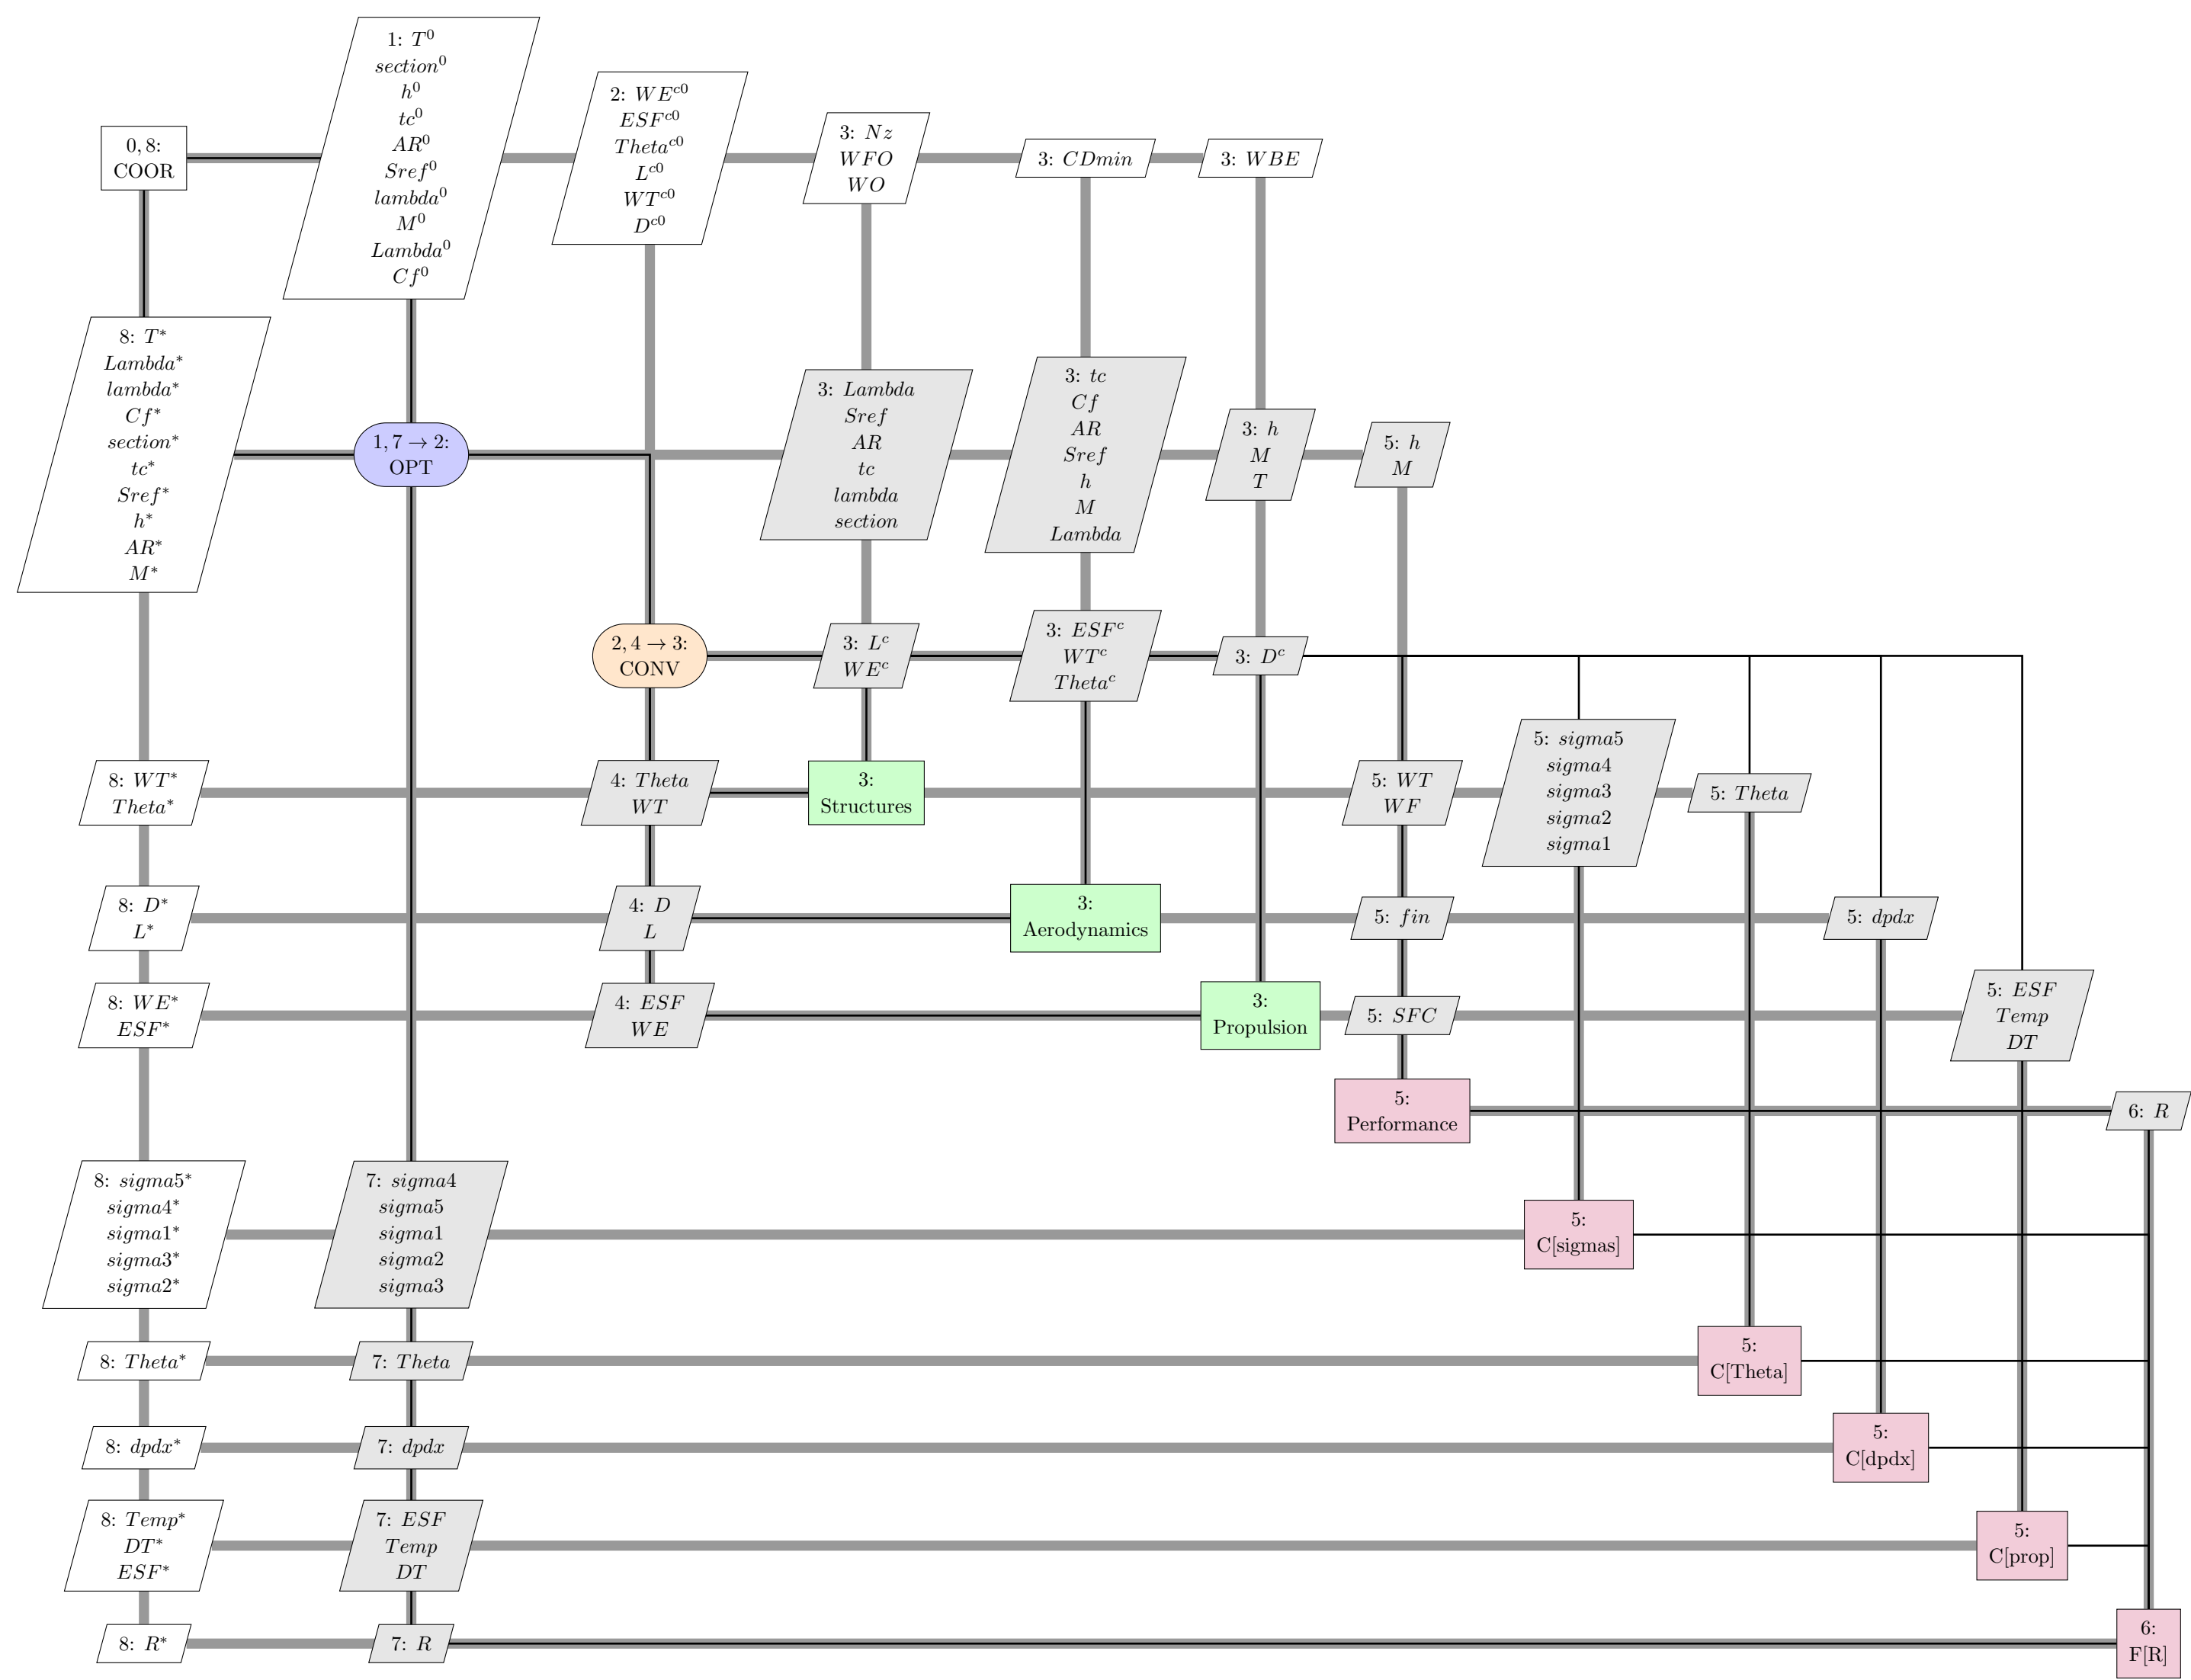 0, 8:
COOR
1: T^0
section^0
h^0
tc^0
AR^0
Sref^0
lambda^0
M^0
Lambda^0
Cf^0
2: WE^{c0}
ESF^{c0}
Theta^{c0}
L^{c0}
WT^{c0}
D^{c0}
3: Nz
WFO
WO
3: CDmin
3: WBE
8: T*
Lambda*
lambda*
Cf*
section*
tc*
Sref*
h*
AR*
M*
1, 7 → 2:
OPT
3: Lambda
Sref
AR
tc
lambda
section
3: tc
Cf
AR
Sref
h
M
Lambda
3: h
M
T
5: h
M
2, 4 → 3:
CONV
3: L^c
WE^c
3: ESF^c
WT^c
Theta^c
3: D^c
8: WT*
Theta*
4: Theta
WT
3:
Structures
5: WT
WF
5: sigma5
sigma4
sigma3
sigma2
sigma1
5: Theta
8: D*
L*
4: D
L
3:
Aerodynamics
5: fin
5: dpdx
8: WE*
ESF*
4: ESF
WE
3:
Propulsion
5: SFC
5: ESF
Temp
DT
5:
Performance
6: R
8: sigma5*
sigma4*
sigma1*
sigma3*
sigma2*
7: sigma4
sigma5
sigma1
sigma2
sigma3
5:
C[sigmas]
8: Theta*
7: Theta
5:
C[Theta]
8: dpdx*
7: dpdx
5:
C[dpdx]
8: Temp*
DT*
ESF*
7: ESF
Temp
DT
5:
C[prop]
8: R*
7: R
6:
F[R]